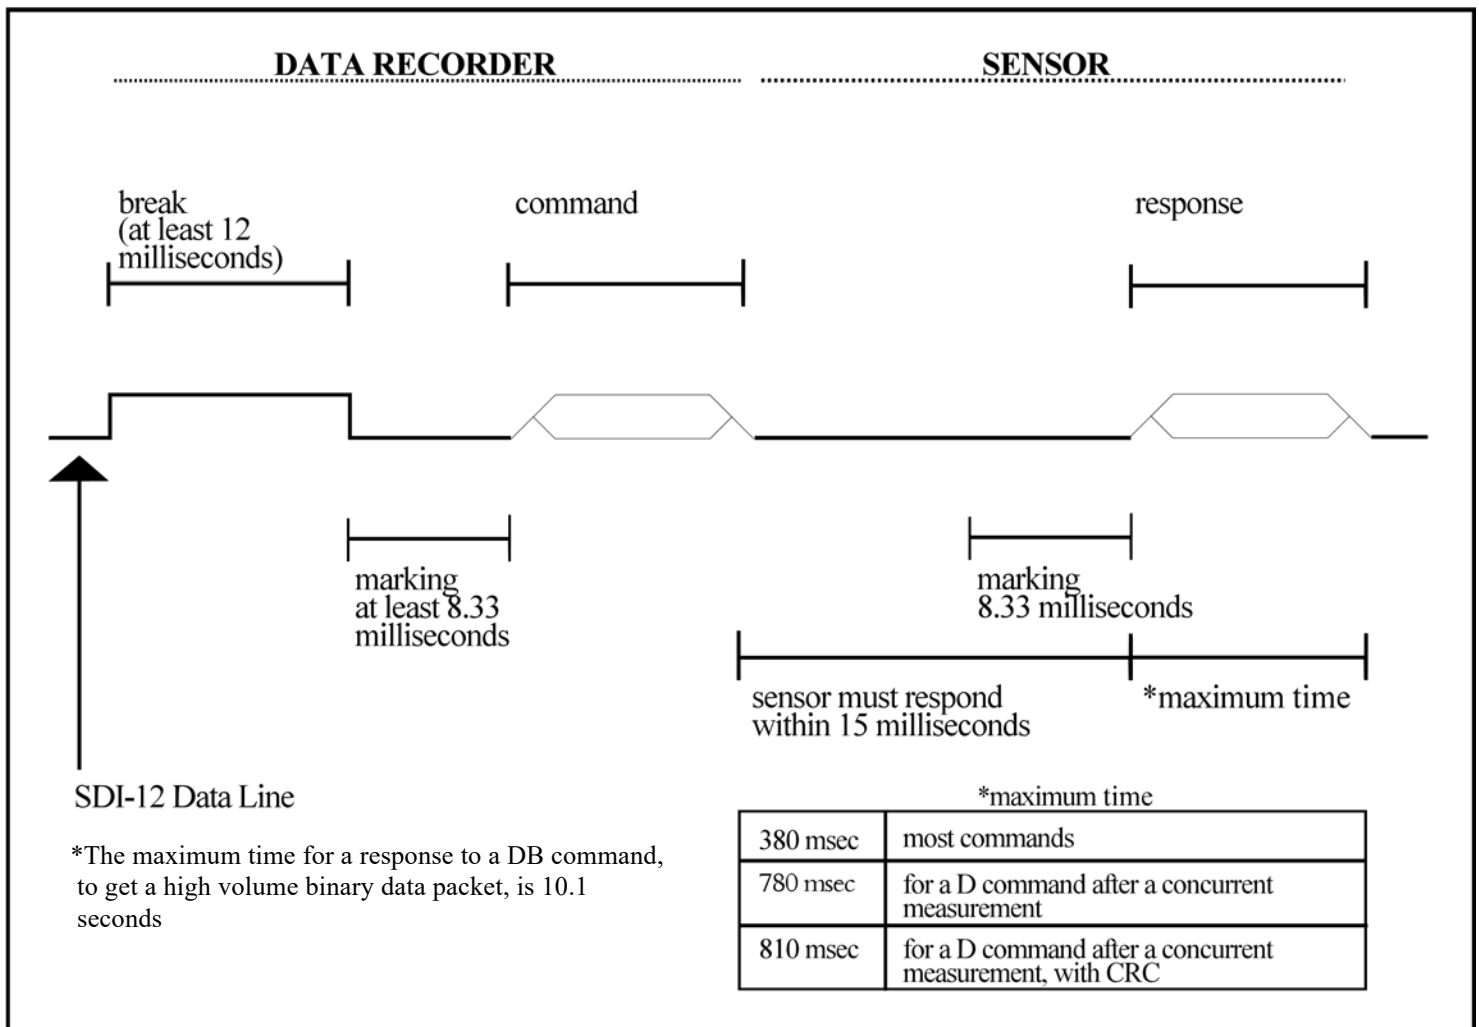 DATA RECORDER
SENSOR
break
(at least 12
milliseconds)
command
response
marking
at least 8.33
milliseconds
marking
8.33 milliseconds
sensor must respond
within 15 milliseconds
*maximum time
SDI-12 Data Line
*The maximum time for a response to a DB command,
to get a high volume binary data packet, is 10.1
seconds
*maximum time
380 msec
most commands
780 msec
for a D command after a concurrent
measurement
810 msec
for a D command after a concurrent
measurement, with CRC